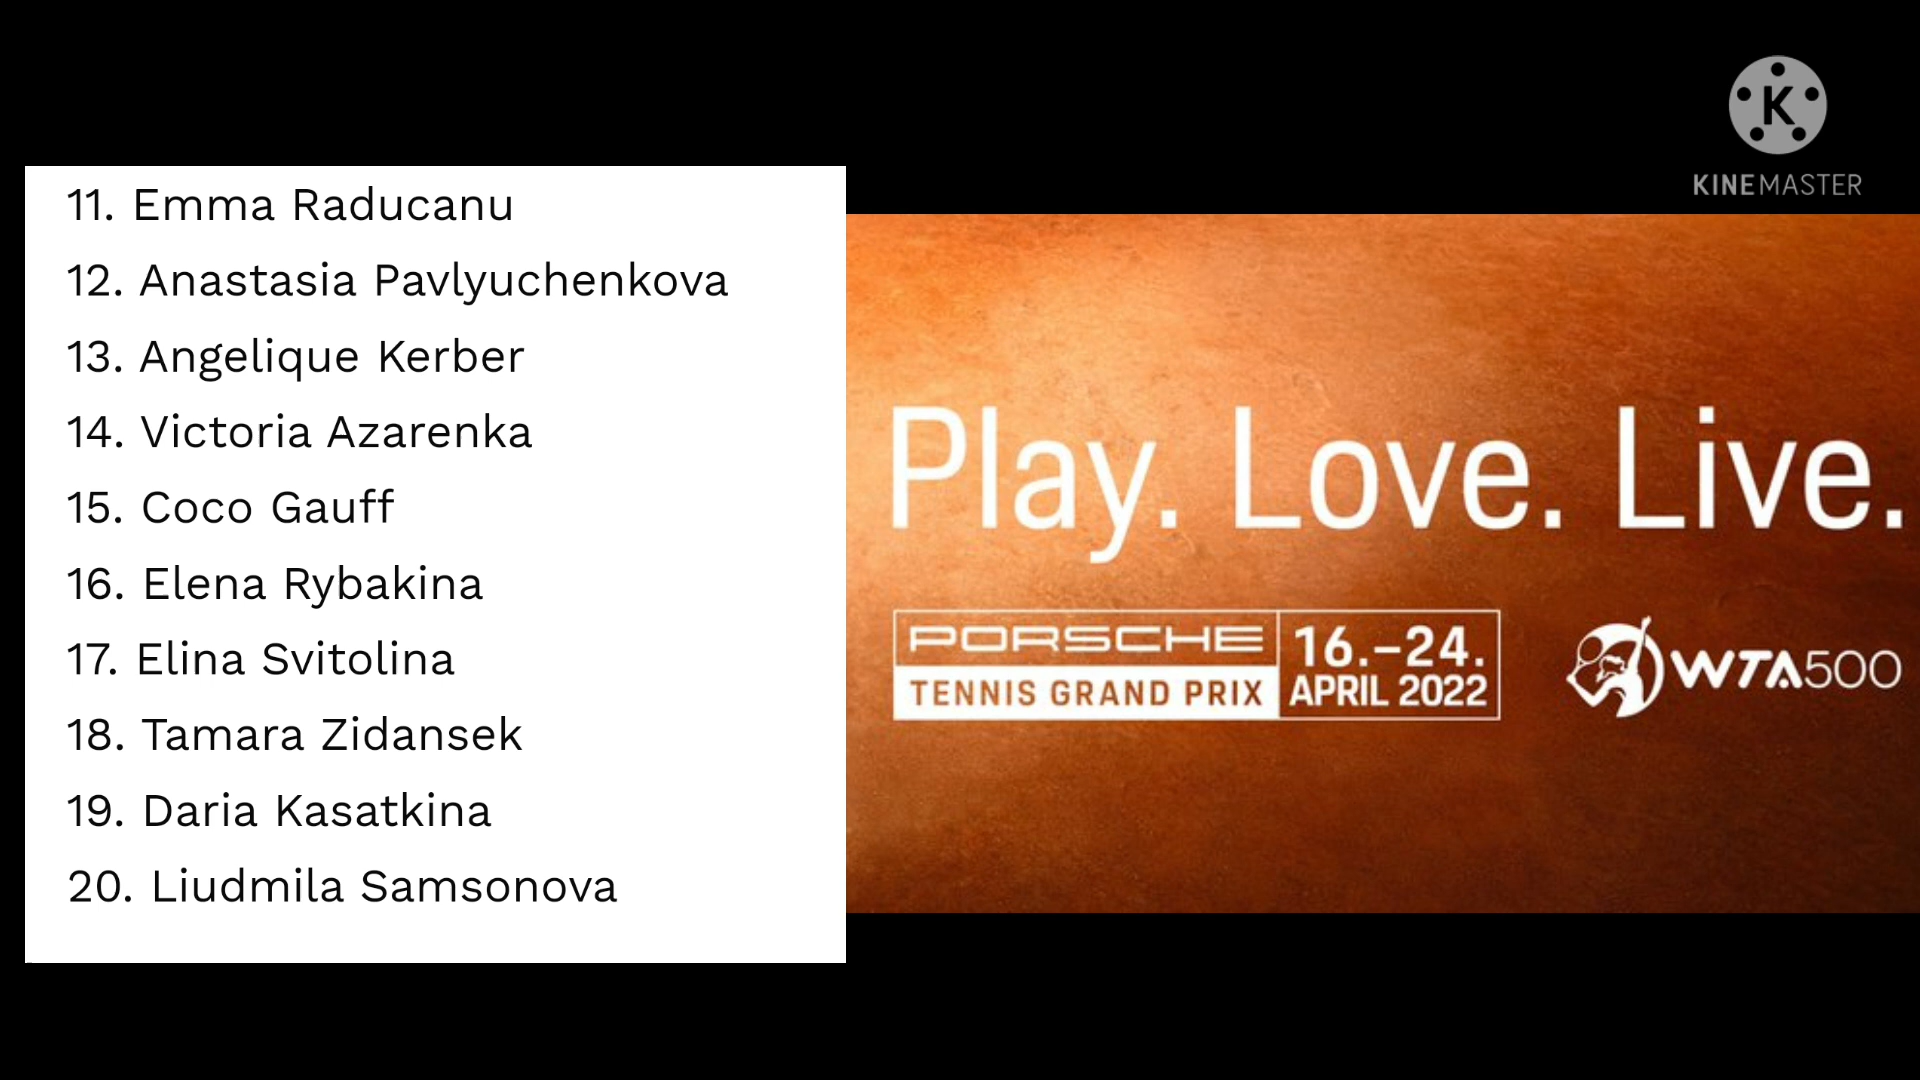 11. Emma Raducanu
12. Anastasia Pavlyuchenkova
13. Angelique Kerber
14. Victoria Azarenka
15. Coco Gauff
16. Elena Rybakina
17. Elina Svitolina
18. Tamara Zidansek
19. Daria Kasatkina
20. Liudmila Samsonova
K
KINEMASTER
Play. Love. Live.
PORSCHE
TENNIS GRAND PRIX
16.–24.
APRIL 2022
WTA500